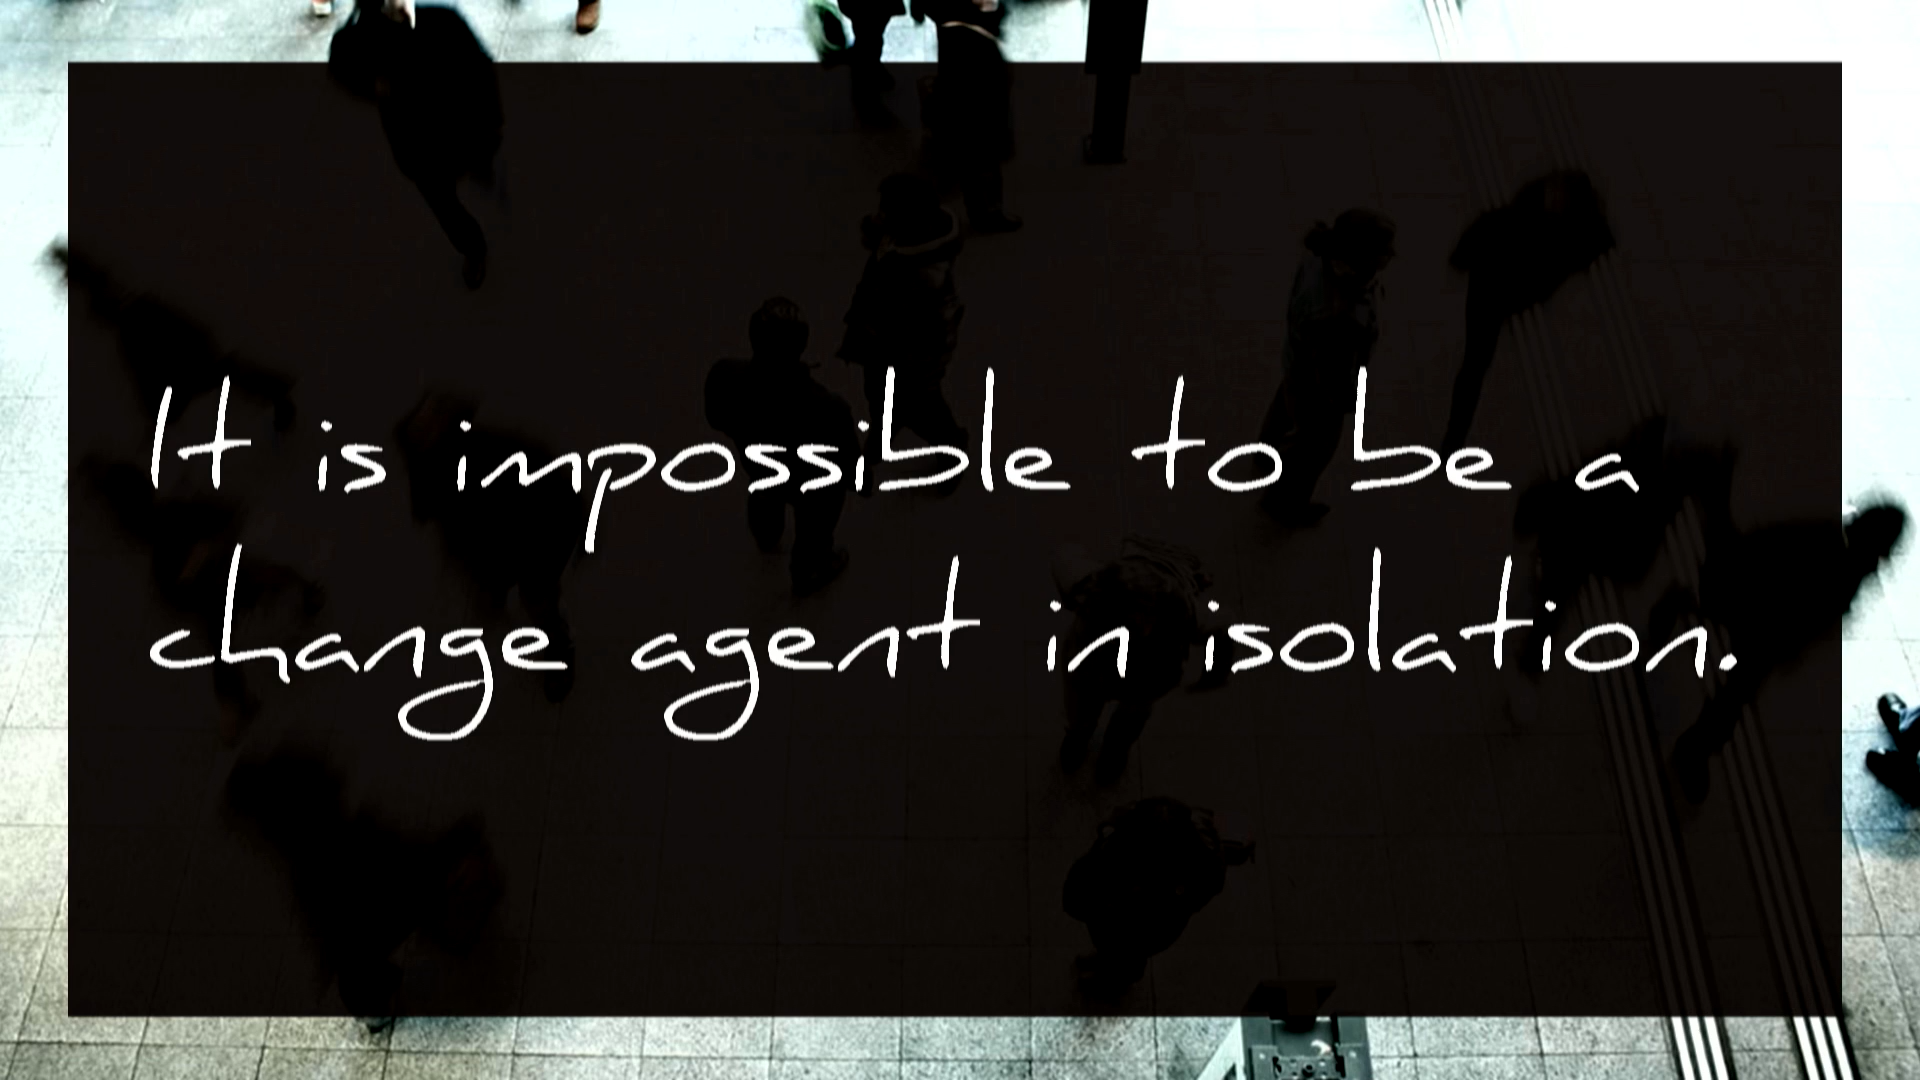 It is impossible to be a
change agent in isolation.